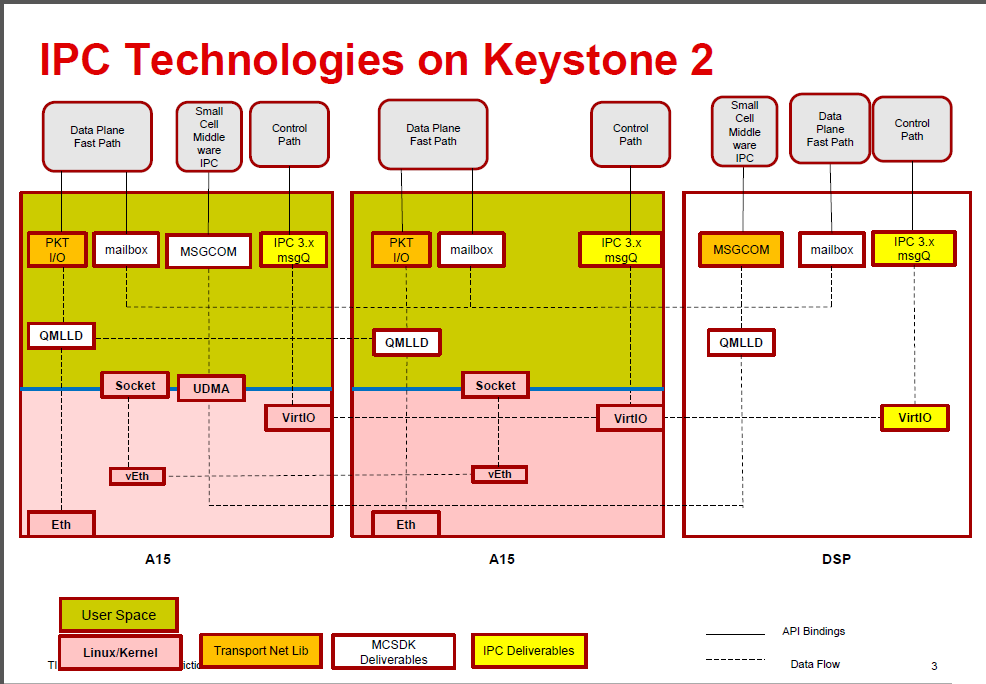 IPC Technologies on Keystone 2
Data Plane
Fast Path
Small
Cell
Middle
ware
IPC
Control
Path
Data Plane
Fast Path
Control
Path
Small
Cell
Middle
ware
IPC
Data
Plane
Fast Path
Control
Path
PKT
I/O
mailbox
MSGCOM
IPC 3.x
msgQ
PKT
I/O
mailbox
IPC 3.x
msgQ
MSGCOM
mailbox
IPC 3.x
msgQ
QMLLD
QMLLD
QMLLD
Socket
UDMA
Socket
VirtIO
VirtIO
VirtIO
vEth
vEth
Eth
Eth
A15
A15
DSP
User Space
Linux/Kernel
Transport Net Lib
MCSDK
Deliverables
IPC Deliverables
API Bindings
Data Flow
3